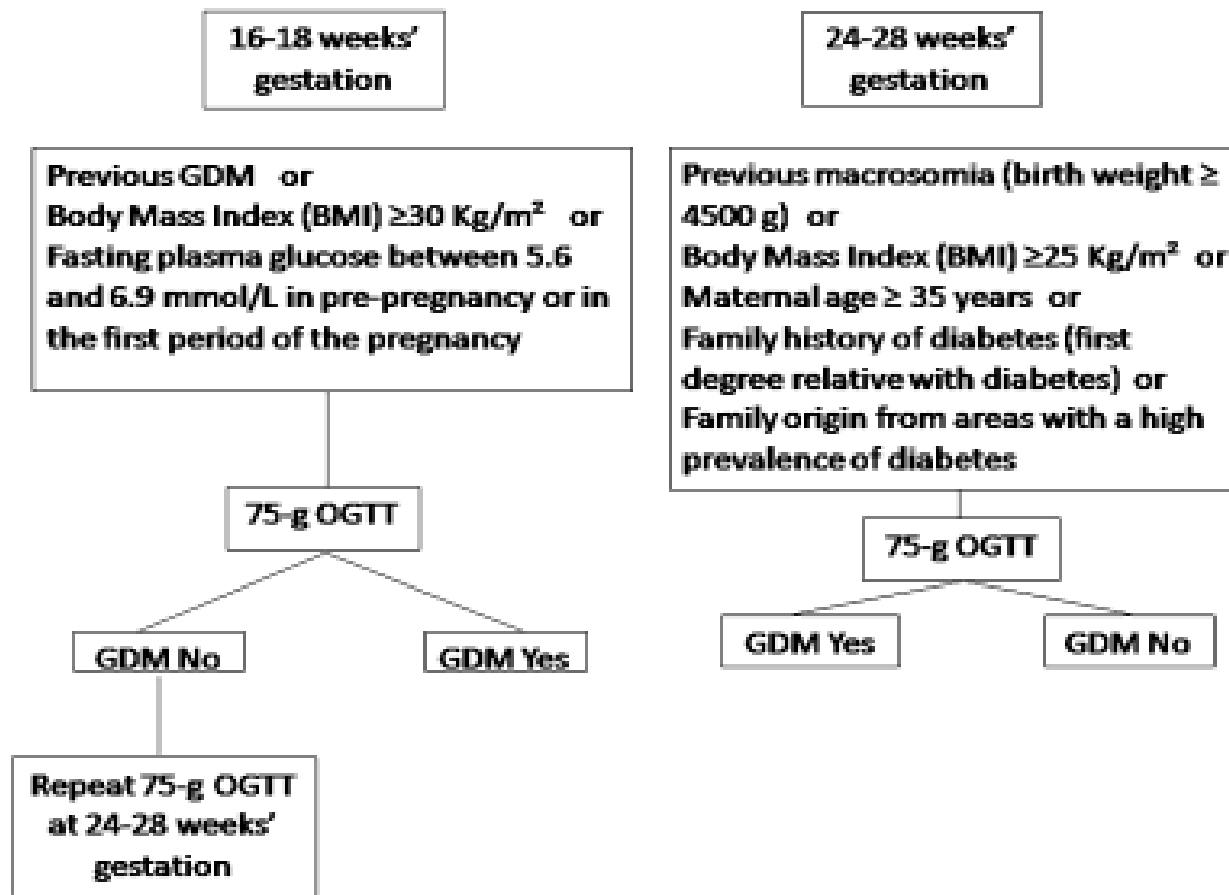 16-18 weeks'
gestation
Previous GDM or
Body Mass Index (BMI) ≥30 Kg/m² or
Fasting plasma glucose between 5.6
and 6.9 mmol/L in pre-pregnancy or in
the first period of the pregnancy
75-g OGTT
GDM No
GDM Yes
Repeat 75-g OGTT
at 24-28 weeks'
gestation
24-28 weeks'
gestation
Previous macrosomia (birth weight ≥
4500 g) or
Body Mass Index (BMI) ≥25 Kg/m² or
Maternal age ≥ 35 years or
Family history of diabetes (first
degree relative with diabetes) or
Family origin from areas with a high
prevalence of diabetes
75-g OGTT
GDM Yes
GDM No